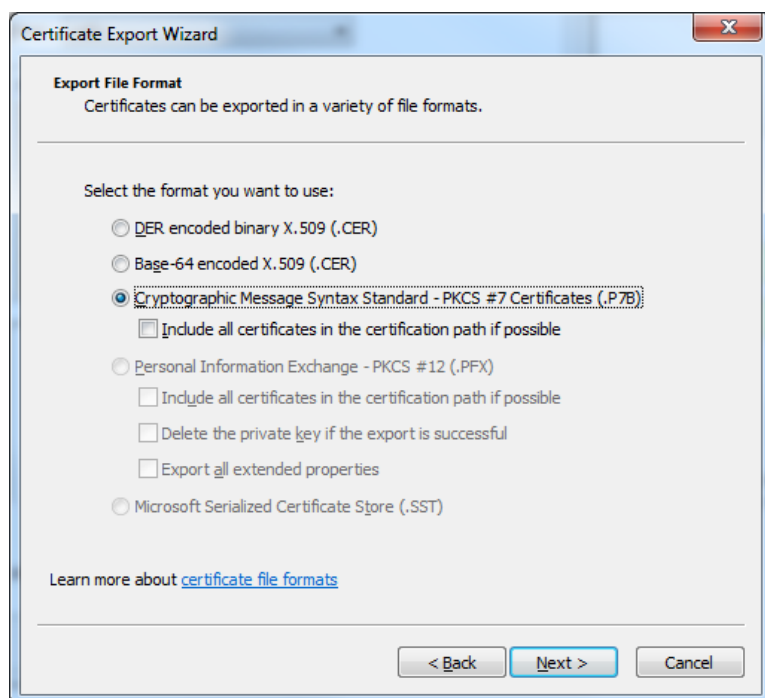 Certificate Export Wizard
Export File Format
Certificates can be exported in a variety of file formats.
Select the format you want to use:
DER encoded binary X.509 (.CER)
Base-64 encoded X.509 (.CER)
Cryptographic Message Syntax Standard - PKCS #7 Certificates (.P7B)
Include all certificates in the certification path if possible
Personal Information Exchange - PKCS #12 (.PFX)
Include all certificates in the certification path if possible
Delete the private key if the export is successful
Export all extended properties
Microsoft Serialized Certificate Store (.SST)
Learn more about certificate file formats
< Back Next > Cancel